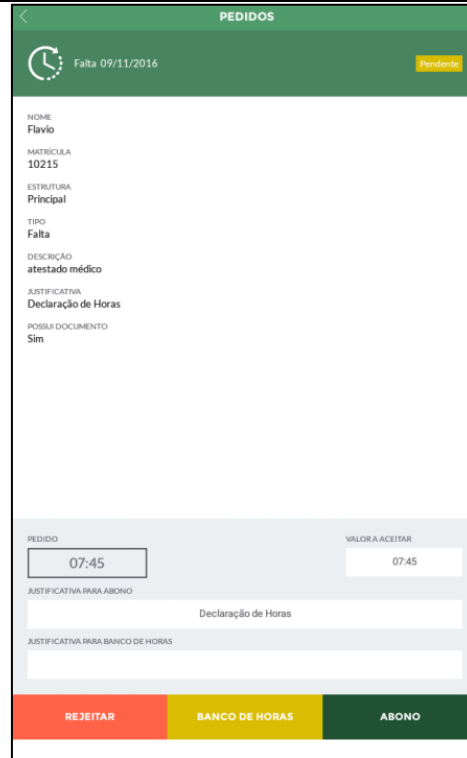 PEDIDOS
Falta 09/11/2016
Pendente
NOME
Flavio
MATRÍCULA
10215
ESTRUTURA
Principal
TIPO
Falta
DESCRIÇÃO
atestado médico
JUSTIFICATIVA
Declaração de Horas
POSSUI DOCUMENTO
Sim
PEDIDO
VALOR A ACEITAR
07:45
07:45
JUSTIFICATIVA PARA ABONO
Declaração de Horas
JUSTIFICATIVA PARA BANCO DE HORAS
REJEITAR
BANCO DE HORAS
ABONO